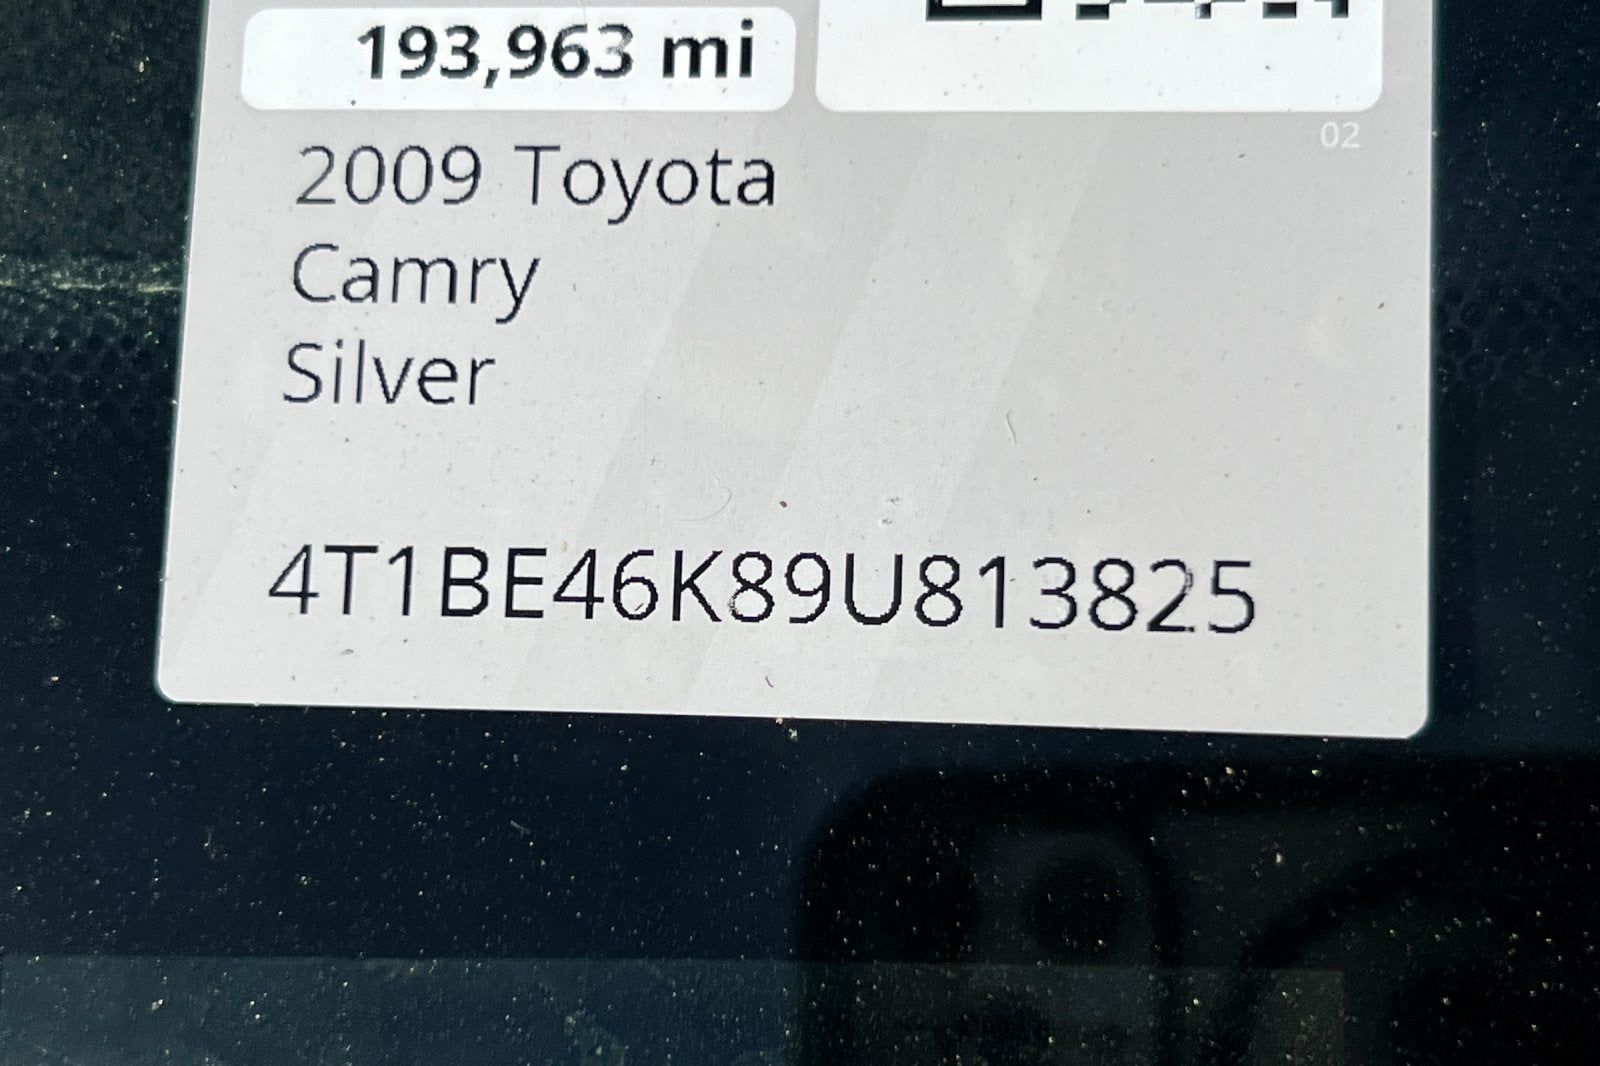 193,963 mi
02
2009 Toyota
Camry
Silver
4T1BE46K89U813825